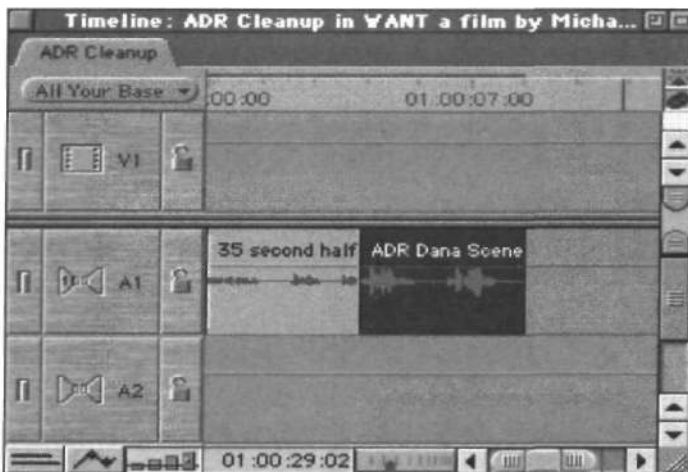 Timeline: ADR Cleanup in WANT a film by Micha...
ADR Cleanup
All Your Base
:00:00 01:00:07:00
V1
35 second half ADR Dana Scene
A1
A2
01:00:29:02